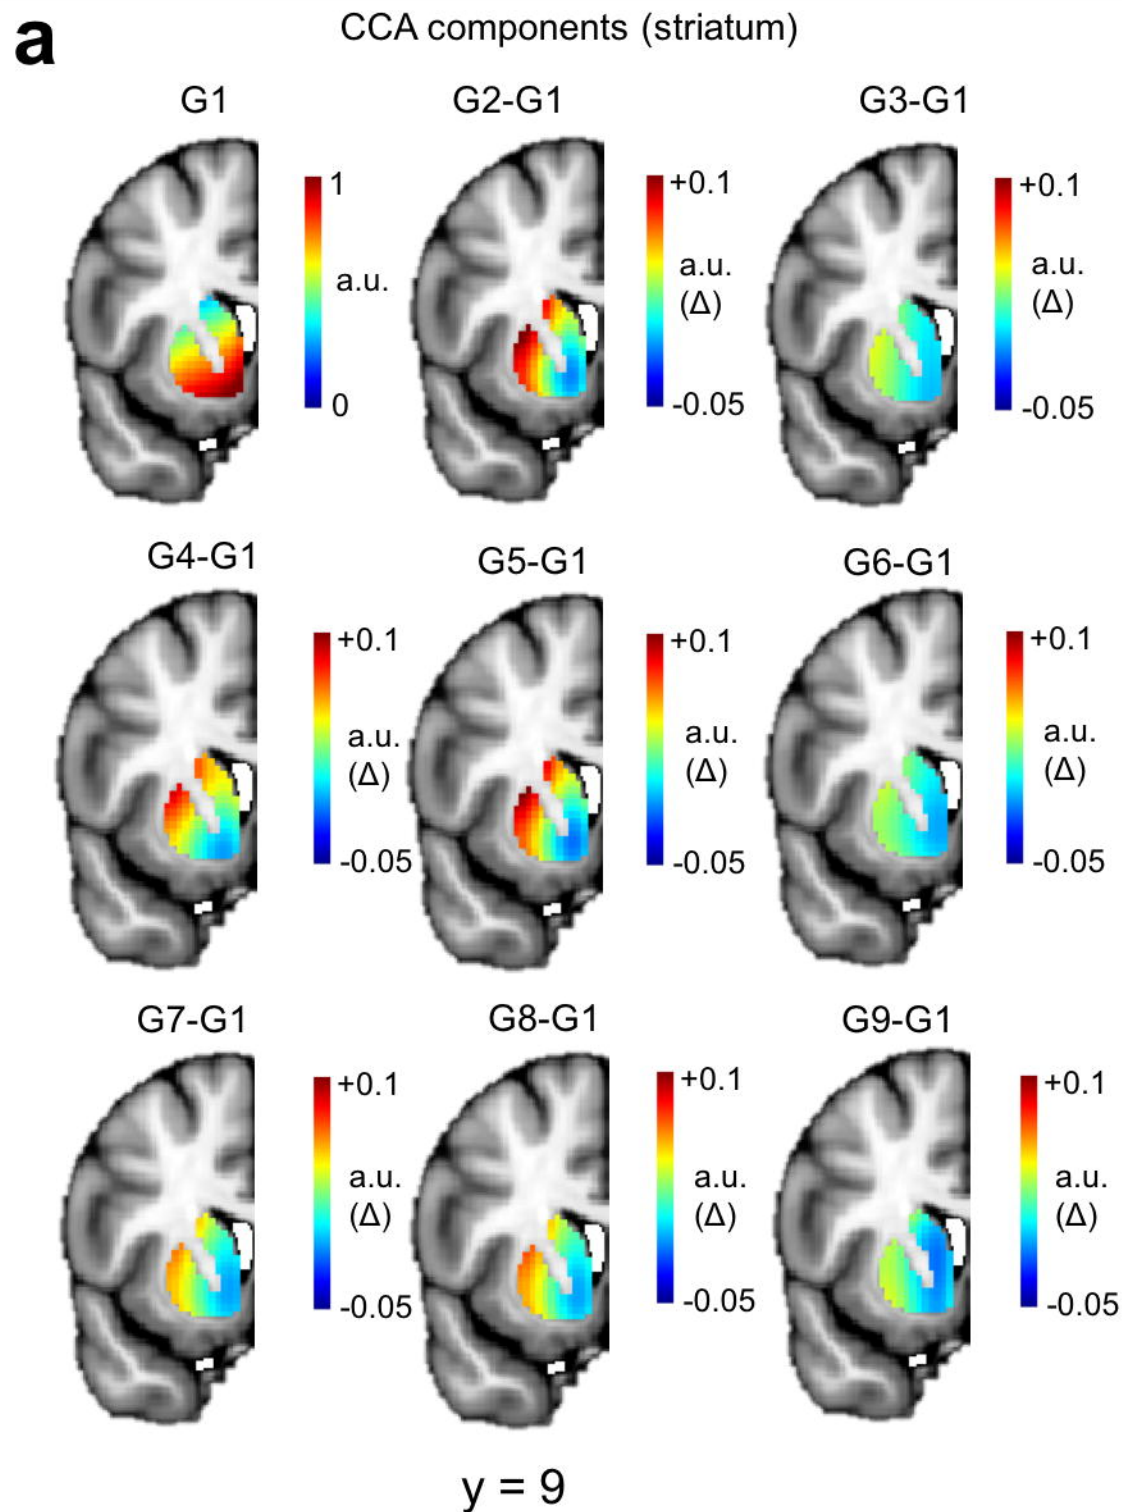 a
CCA components (striatum)
G1
G2-G1
G3-G1
1
a.u.
0
+0.1
a.u.
(Δ)
-0.05
+0.1
a.u.
(Δ)
-0.05
G4-G1
G5-G1
G6-G1
+0.1
a.u.
(Δ)
-0.05
+0.1
a.u.
(Δ)
-0.05
+0.1
a.u.
(Δ)
-0.05
G7-G1
G8-G1
G9-G1
+0.1
a.u.
(Δ)
-0.05
+0.1
a.u.
(Δ)
-0.05
+0.1
a.u.
(Δ)
-0.05
y = 9